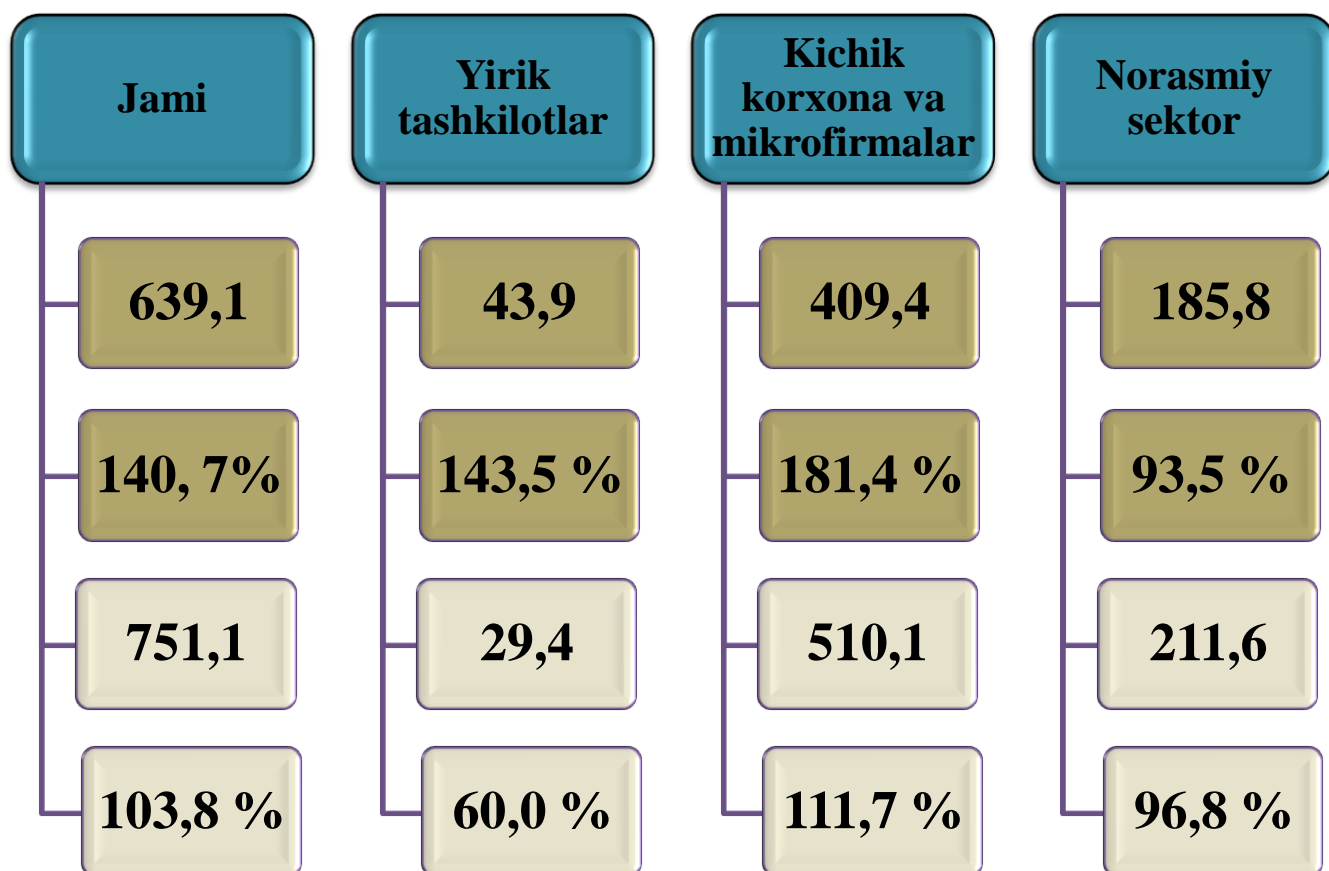 Jami
639,1
140, 7%
751,1
103,8 %
Yirik
tashkilotlar
43,9
143,5 %
29,4
60,0 %
Kichik
korxona va
mikrofirmalar
409,4
181,4 %
510,1
111,7 %
Norasmiy
sektor
185,8
93,5 %
211,6
96,8 %